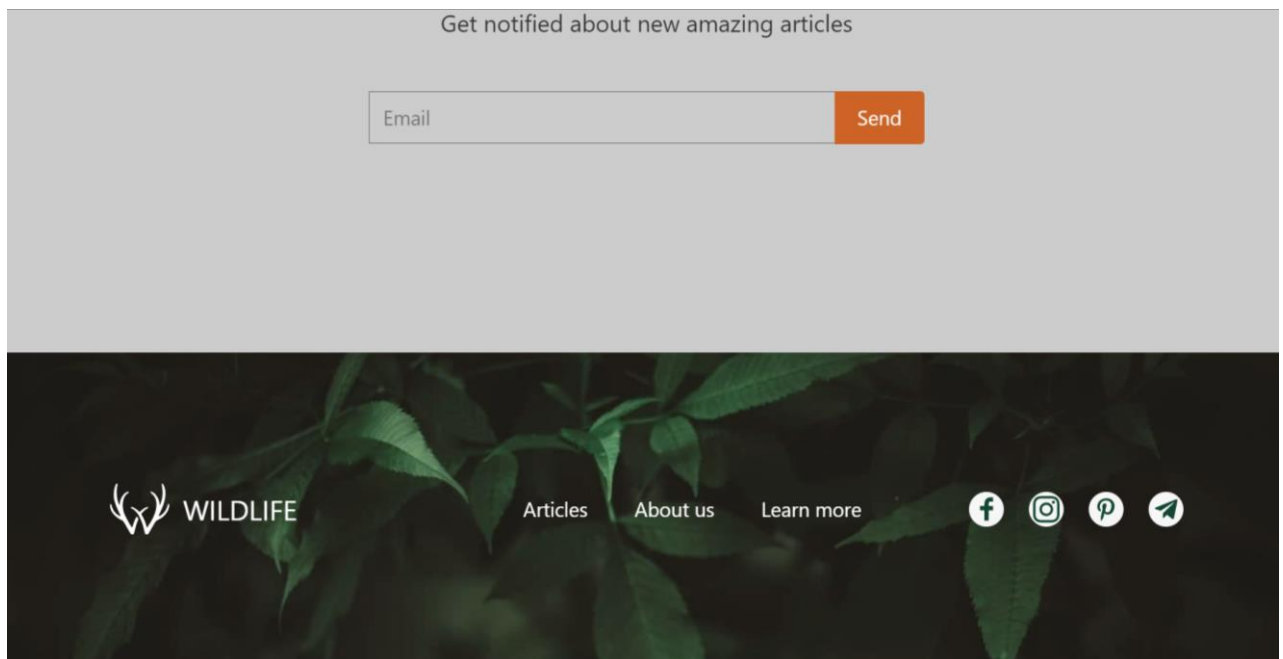 Get notified about new amazing articles
Email
Send
WILDLIFE
Articles
About us
Learn more